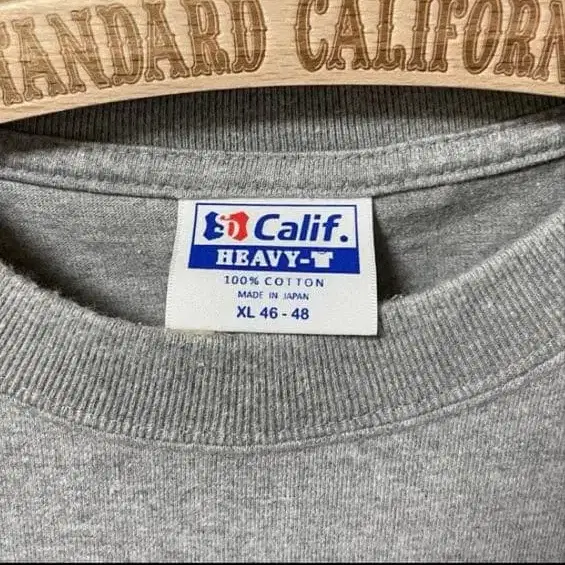 STANDARD CALIFORN
SD Calif.
HEAVY-T
100% COTTON
MADE IN JAPAN
XL 46 - 48